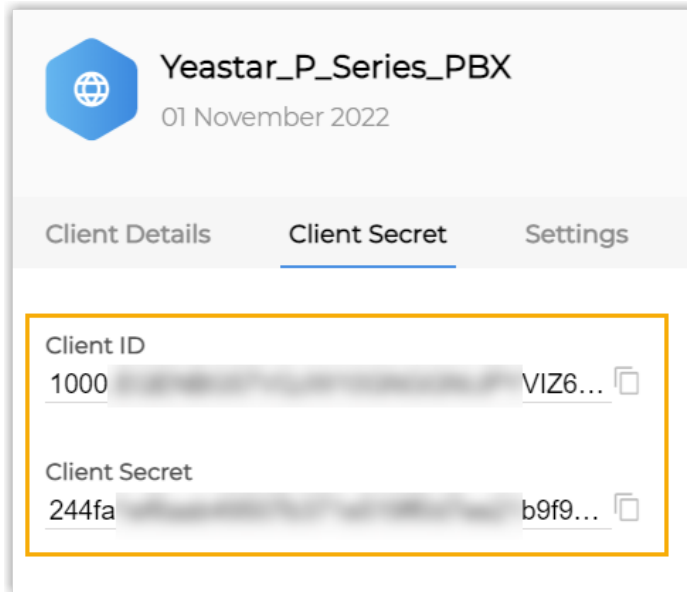 Yeastar_P_Series_PBX
01 November 2022
Client Details Client Secret Settings
Client ID
1000 VIZ6...
Client Secret
244fa b9f9...